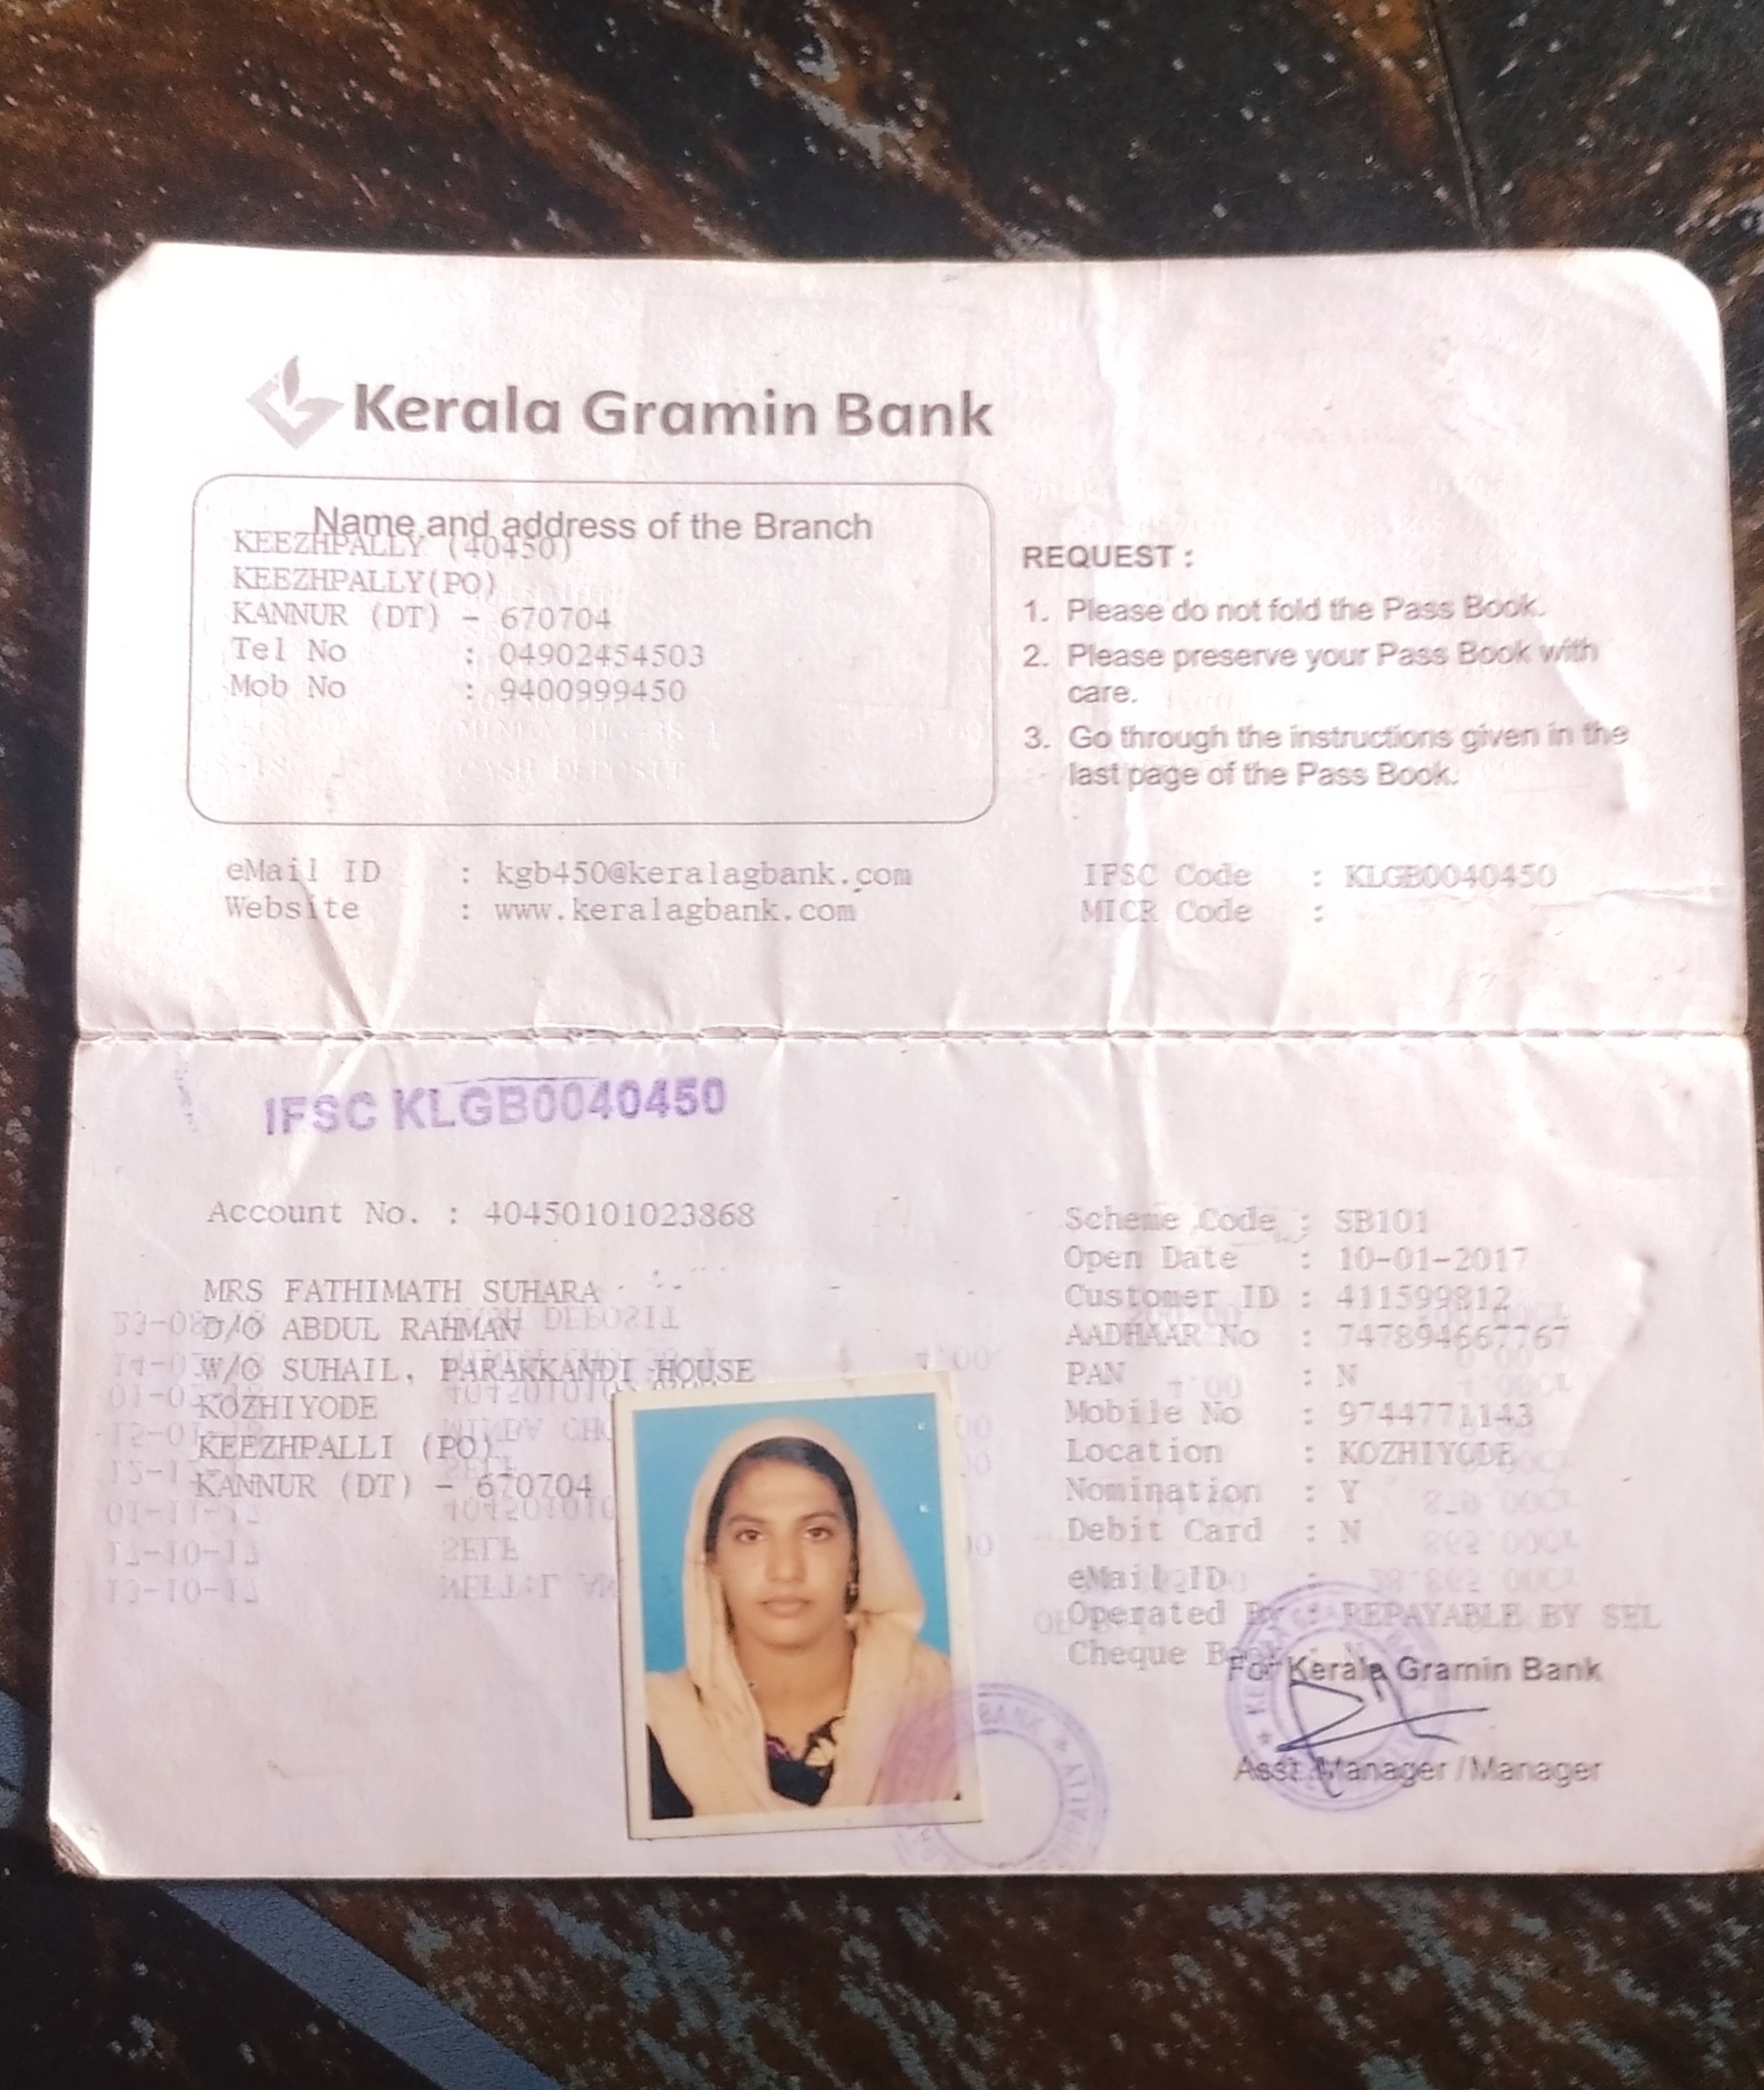 Kerala Gramin Bank
Name and address of the Branch
KEEZHPALLY (40450)
KEEZHPALLY(PO)
KANNUR (DT) - 670704
Tel No : 04902454503
Mob No : 9400999450
REQUEST :
1. Please do not fold the Pass Book.
2. Please preserve your Pass Book with
care.
3. Go through the instructions given in the
last page of the Pass Book.
eMail ID : kgb450@keralagbank.com
Website : www.keralagbank.com
IFSC Code : KLGB0040450
MICR Code :
IFSC KLGB0040450
Account No. : 40450101023868
MRS FATHIMATH SUHARA
D/O ABDUL RAHMAN
W/O SUHAIL, PARAKKANDI HOUSE
KOZHIYODE
KEEZHPALLI (PO)
KANNUR (DT) - 670704
Scheme Code : SB101
Open Date : 10-01-2017
Customer ID : 411599812
AADHAAR No : 747894667767
PAN : N
Mobile No : 9744771143
Location : KOZHIYODE
Nomination : Y
Debit Card : N
eMail ID :
Operated By : REPAYABLE BY SEL
Cheque Book : N
For Kerala Gramin Bank
Asst. Manager / Manager